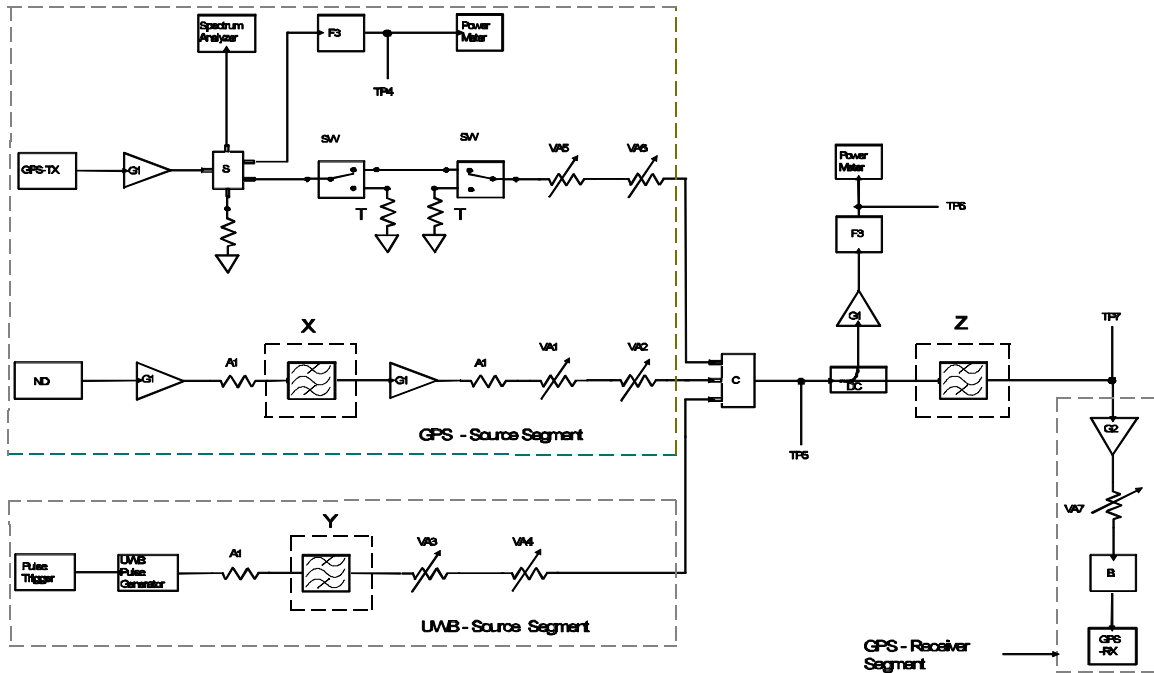 Spectrum
Analyzer
F3
Power
Meter
TP4
SW
SW
VA5
VA6
GPS-TX
G1
S
T
T
Power
Meter
TP6
F3
G1
X
Z
TP7
ND
G1
A1
G1
A1
VA1
VA2
C
DC
GPS - Source Segment
TP5
G2
VA7
Y
Pulse
Trigger
UWB
Pulse
Generator
A1
VA3
VA4
B
UWB - Source Segment
GPS
-RX
GPS - Receiver
Segment